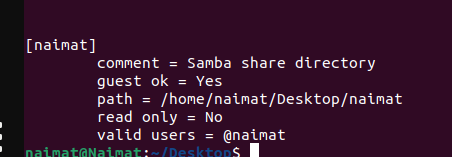 [naimat]
comment = Samba share directory
guest ok = Yes
path = /home/naimat/Desktop/naimat
read only = No
valid users = @naimat
naimat@Naimat:~/Desktop$